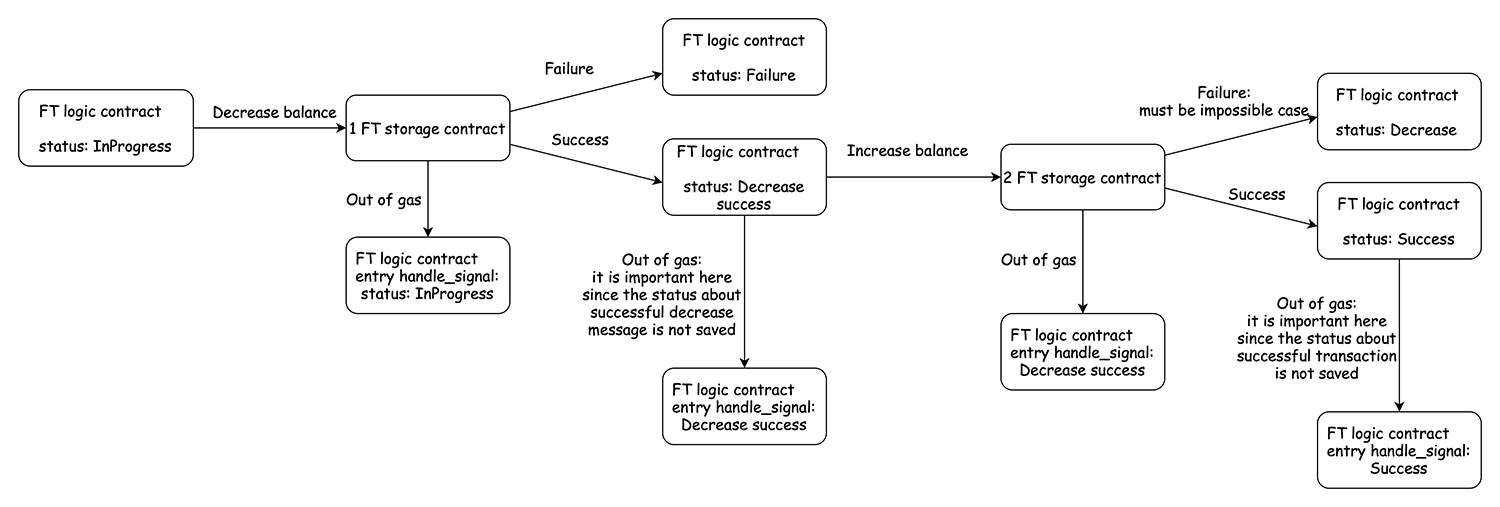 FT logic contract
status: InProgress
Decrease balance
1 FT storage contract
Failure
FT logic contract
status: Failure
Success
FT logic contract
status: Decrease
success
Out of gas
FT logic contract
entry handle_signal:
status: InProgress
Out of gas:
it is important here
since the status about
successful decrease
message is not saved
FT logic contract
entry handle_signal:
Decrease success
Increase balance
2 FT storage contract
Failure:
must be impossible case
FT logic contract
status: Decrease
Success
FT logic contract
status: Success
Out of gas
FT logic contract
entry handle_signal:
Decrease success
Out of gas:
it is important here
since the status about
successful transaction
is not saved
FT logic contract
entry handle_signal:
Success